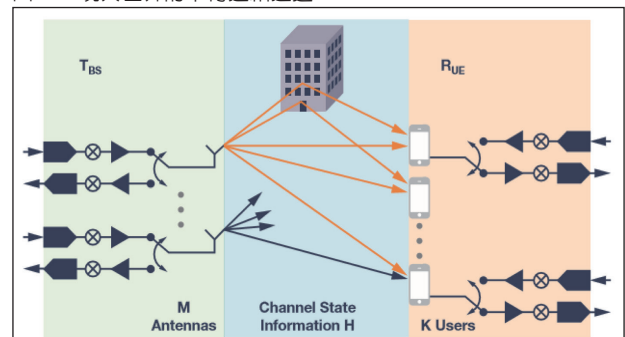 T_BS
R_UE
M
Antennas
Channel State
Information H
K Users